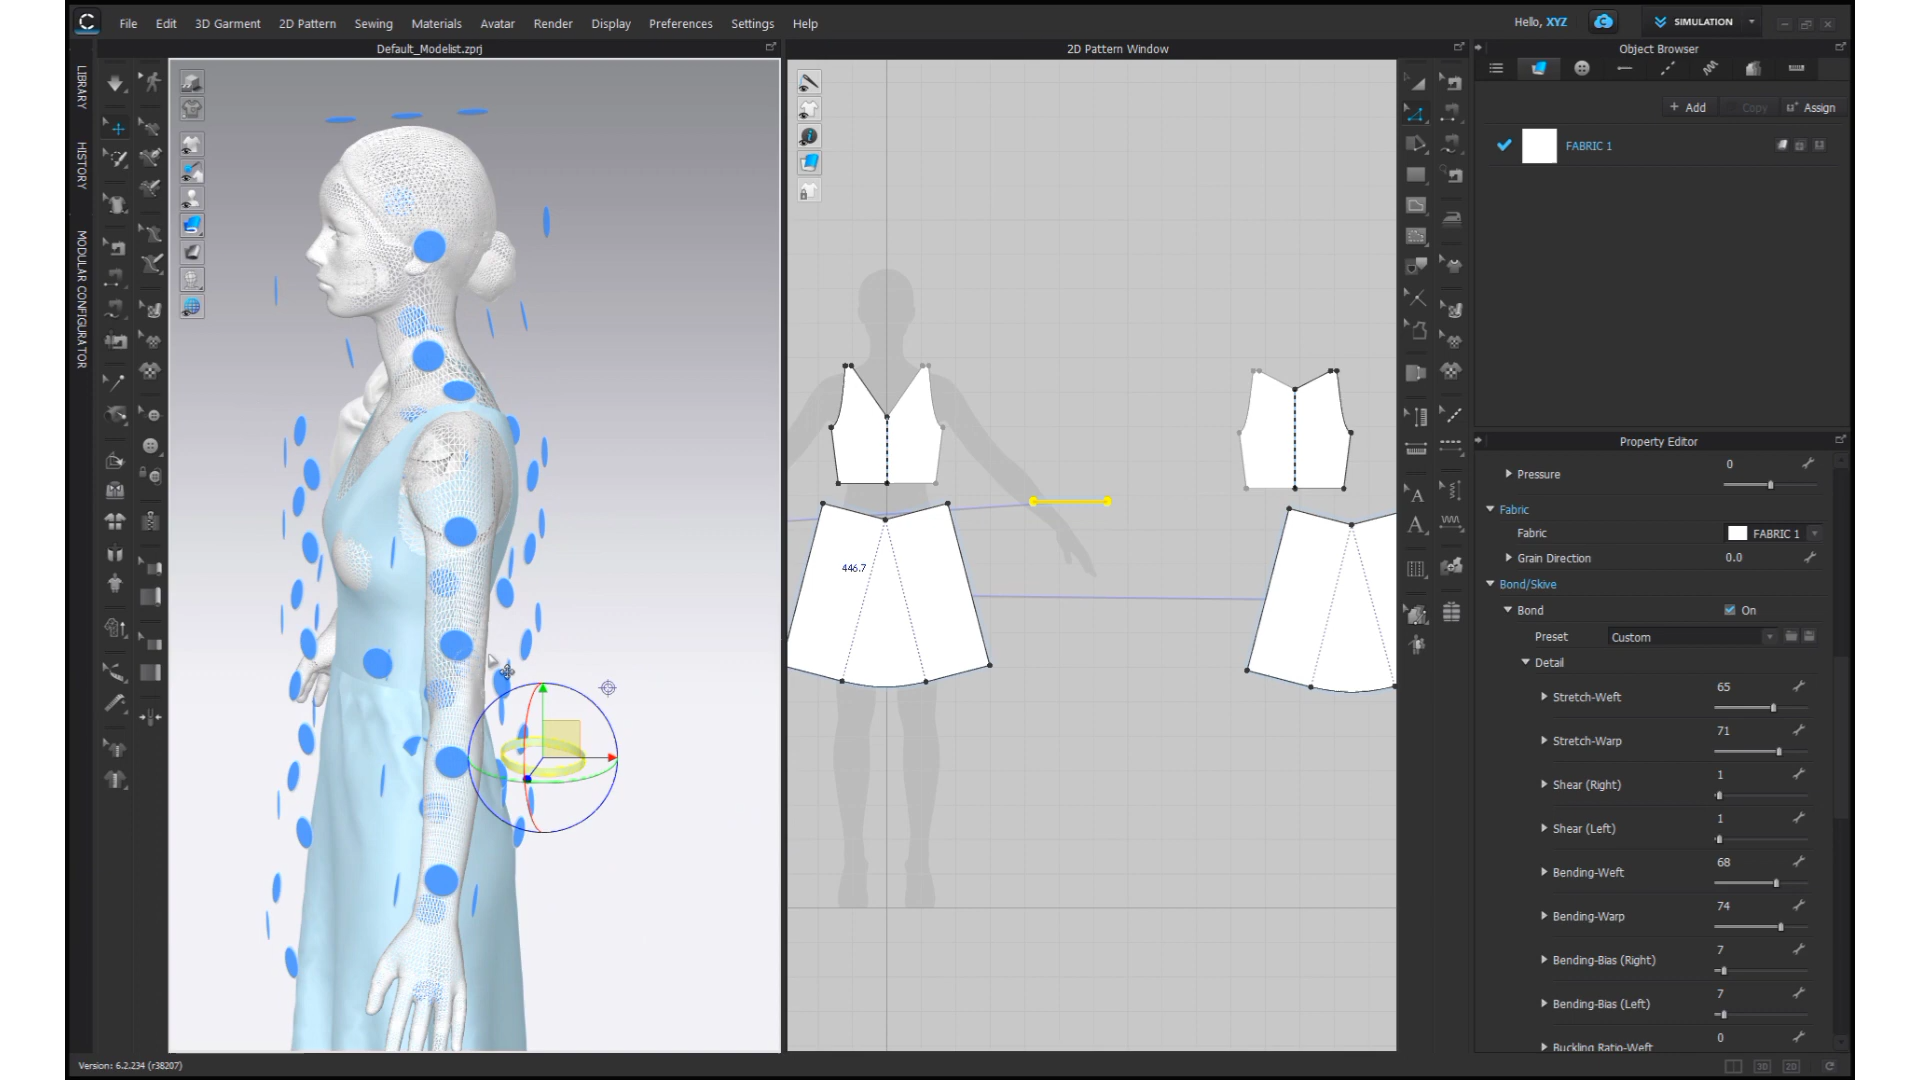 File Edit 3D Garment 2D Pattern Sewing Materials Avatar Render Display Preferences Settings Help
Hello, XYZ
SIMULATION
Default_Modelist.zprj
2D Pattern Window
Object Browser
LIBRARY
HISTORY
MODULAR CONFIGURATOR
+ Add Copy Assign
FABRIC 1
446.7
Property Editor
Pressure 0
Fabric
Fabric FABRIC 1
Grain Direction 0.0
Bond/Skive
Bond On
Preset Custom
Detail
Stretch-Weft 65
Stretch-Warp 71
Shear (Right) 1
Shear (Left) 1
Bending-Weft 68
Bending-Warp 74
Bending-Bias (Right) 7
Bending-Bias (Left) 7
Buckling Ratio-Weft 0
Version: 6.2.234 (r38207)
3D 2D